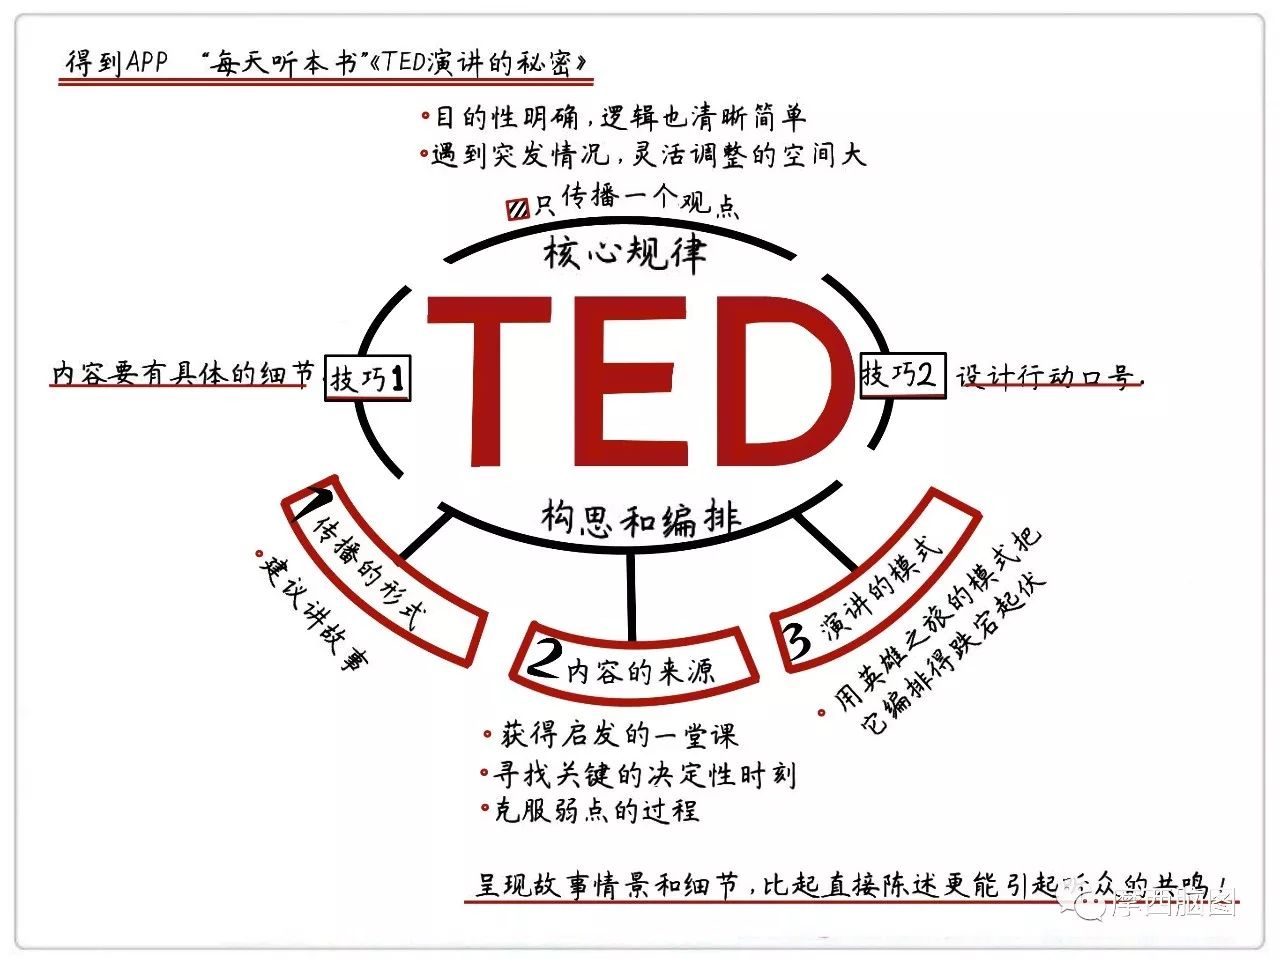 得到APP “每天听本书”《TED演讲的秘密》
•目的性明确,逻辑也清晰简单
•遇到突发情况,灵活调整的空间大
只传播一个观点
核心规律
TED
内容要有具体的细节.
技巧1
技巧2
设计行动口号.
构思和编排
1 传播的形式
•建议讲故事
2 内容的来源
•获得启发的一堂课
•寻找关键的决定性时刻
•克服弱点的过程
3 演讲的模式
•用英雄之旅的模式把
它编排得跌宕起伏
呈现故事情景和细节,比起直接陈述更能引起听众的共鸣!
摩西脑图